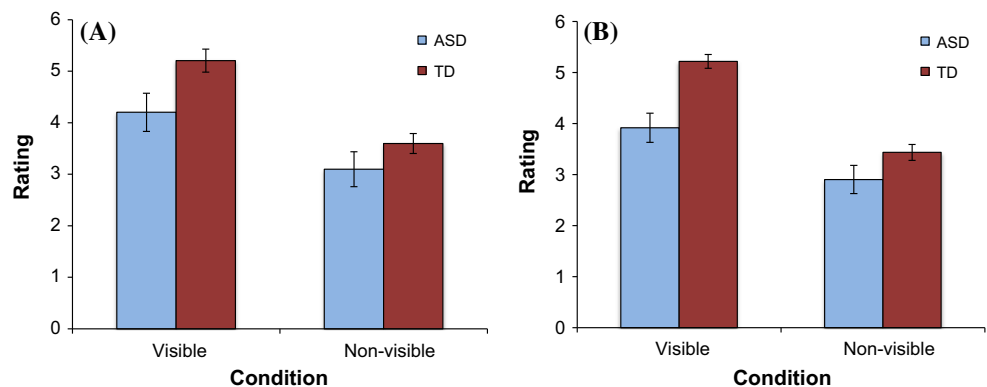 (A)
6
5
4
3
2
1
0
Rating
ASD
TD
Visible
Non-visible
Condition
(B)
6
5
4
3
2
1
0
Rating
ASD
TD
Visible
Non-visible
Condition